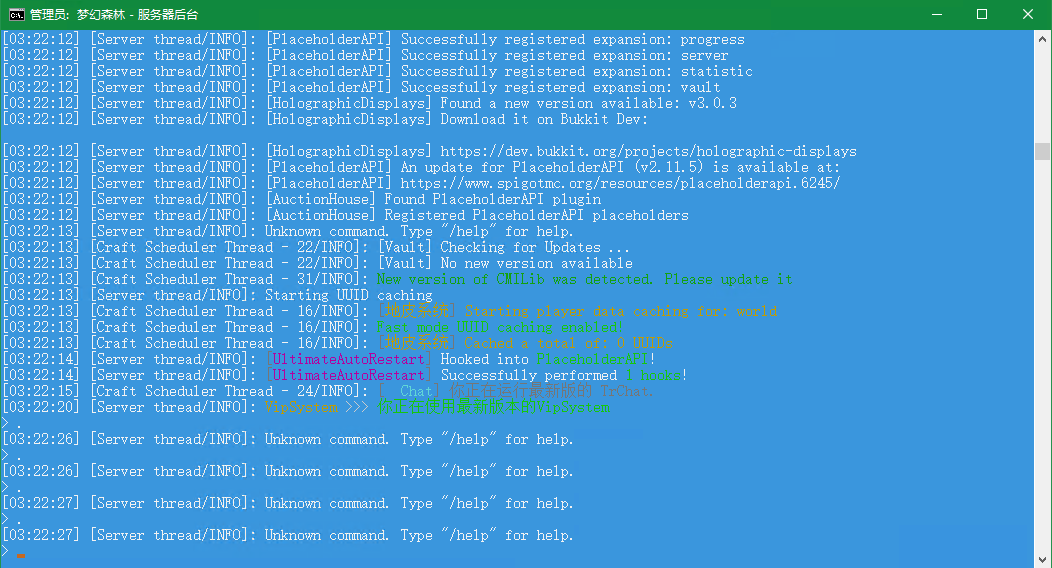 管理员: 梦幻森林 - 服务器后台
[03:22:12] [Server thread/INFO]: [PlaceholderAPI] Successfully registered expansion: progress
[03:22:12] [Server thread/INFO]: [PlaceholderAPI] Successfully registered expansion: server
[03:22:12] [Server thread/INFO]: [PlaceholderAPI] Successfully registered expansion: statistic
[03:22:12] [Server thread/INFO]: [PlaceholderAPI] Successfully registered expansion: vault
[03:22:12] [Server thread/INFO]: [HolographicDisplays] Found a new version available: v3.0.3
[03:22:12] [Server thread/INFO]: [HolographicDisplays] Download it on Bukkit Dev:
[03:22:12] [Server thread/INFO]: [HolographicDisplays] https://dev.bukkit.org/projects/holographic-displays
[03:22:12] [Server thread/INFO]: [PlaceholderAPI] An update for PlaceholderAPI (v2.11.5) is available at:
[03:22:12] [Server thread/INFO]: [PlaceholderAPI] https://www.spigotmc.org/resources/placeholderapi.6245/
[03:22:12] [Server thread/INFO]: [AuctionHouse] Found PlaceholderAPI plugin
[03:22:12] [Server thread/INFO]: [AuctionHouse] Registered PlaceholderAPI placeholders
[03:22:13] [Server thread/INFO]: Unknown command. Type "/help" for help.
[03:22:13] [Craft Scheduler Thread - 22/INFO]: [Vault] Checking for Updates ...
[03:22:13] [Craft Scheduler Thread - 22/INFO]: [Vault] No new version available
[03:22:13] [Craft Scheduler Thread - 31/INFO]: New version of CMILib was detected. Please update it
[03:22:13] [Server thread/INFO]: Starting UUID caching
[03:22:13] [Craft Scheduler Thread - 16/INFO]: [地皮系统] Starting player data caching for: world
[03:22:13] [Craft Scheduler Thread - 16/INFO]: Fast mode UUID caching enabled!
[03:22:13] [Craft Scheduler Thread - 16/INFO]: [地皮系统] Cached a total of: 0 UUIDs
[03:22:14] [Server thread/INFO]: [UltimateAutoRestart] Hooked into PlaceholderAPI!
[03:22:14] [Server thread/INFO]: [UltimateAutoRestart] Successfully performed hooks!
[03:22:15] [Craft Scheduler Thread - 24/INFO]: [ Chat] 你正在运行最新版的 TrChat.
[03:22:20] [Server thread/INFO]: VipSystem >>> 你正在使用最新版本的VipSystem
> .
[03:22:26] [Server thread/INFO]: Unknown command. Type "/help" for help.
> .
[03:22:26] [Server thread/INFO]: Unknown command. Type "/help" for help.
> .
[03:22:27] [Server thread/INFO]: Unknown command. Type "/help" for help.
> .
[03:22:27] [Server thread/INFO]: Unknown command. Type "/help" for help.
>